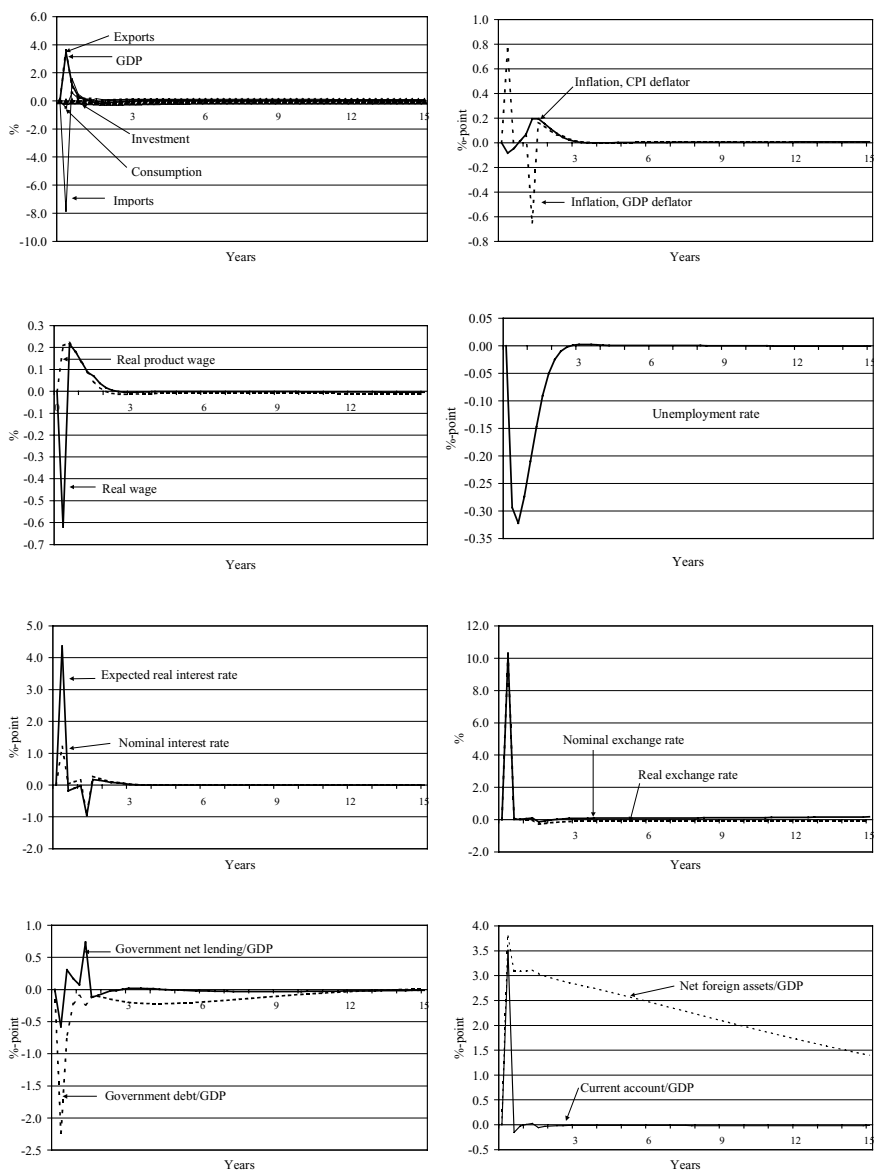 6.0
4.0
2.0
0.0
-2.0
-4.0
-6.0
-8.0
-10.0
%
Exports
GDP
3 6 9 12 15
Investment
Consumption
Imports
Years
1.0
0.8
0.6
0.4
0.2
0.0
-0.2
-0.4
-0.6
-0.8
%-point
Inflation, CPI deflator
3 6 9 12 15
Inflation, GDP deflator
Years
0.3
0.2
0.1
0.0
-0.1
-0.2
-0.3
-0.4
-0.5
-0.6
-0.7
%
Real product wage
3 6 9 12
Real wage
Years
0.05
0.00
-0.05
-0.10
-0.15
-0.20
-0.25
-0.30
-0.35
%-point
3 6 9 12 15
Unemployment rate
Years
5.0
4.0
3.0
2.0
1.0
0.0
-1.0
-2.0
%-point
Expected real interest rate
Nominal interest rate
3 6 9 12 15
Years
12.0
10.0
8.0
6.0
4.0
2.0
0.0
-2.0
%
Nominal exchange rate
Real exchange rate
3 6 9 12 15
Years
1.0
0.5
0.0
-0.5
-1.0
-1.5
-2.0
-2.5
%-point
Government net lending/GDP
3 6 9 12 15
Government debt/GDP
Years
4.0
3.5
3.0
2.5
2.0
1.5
1.0
0.5
0.0
-0.5
%-point
Net foreign assets/GDP
Current account/GDP
3 6 9 12 15
Years